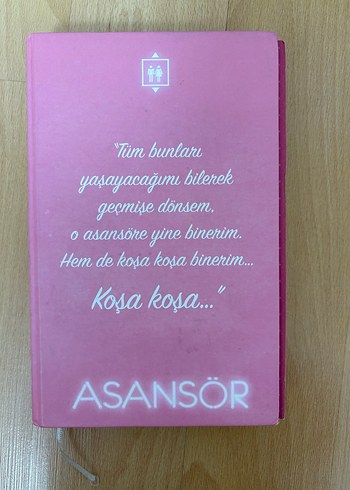 "Tüm bunları
yaşayacağımı bilerek
geçmişe dönsem,
o asansöre yine binerim.
Hem de koşa koşa binerim...
Koşa koşa..."
ASANSÖR